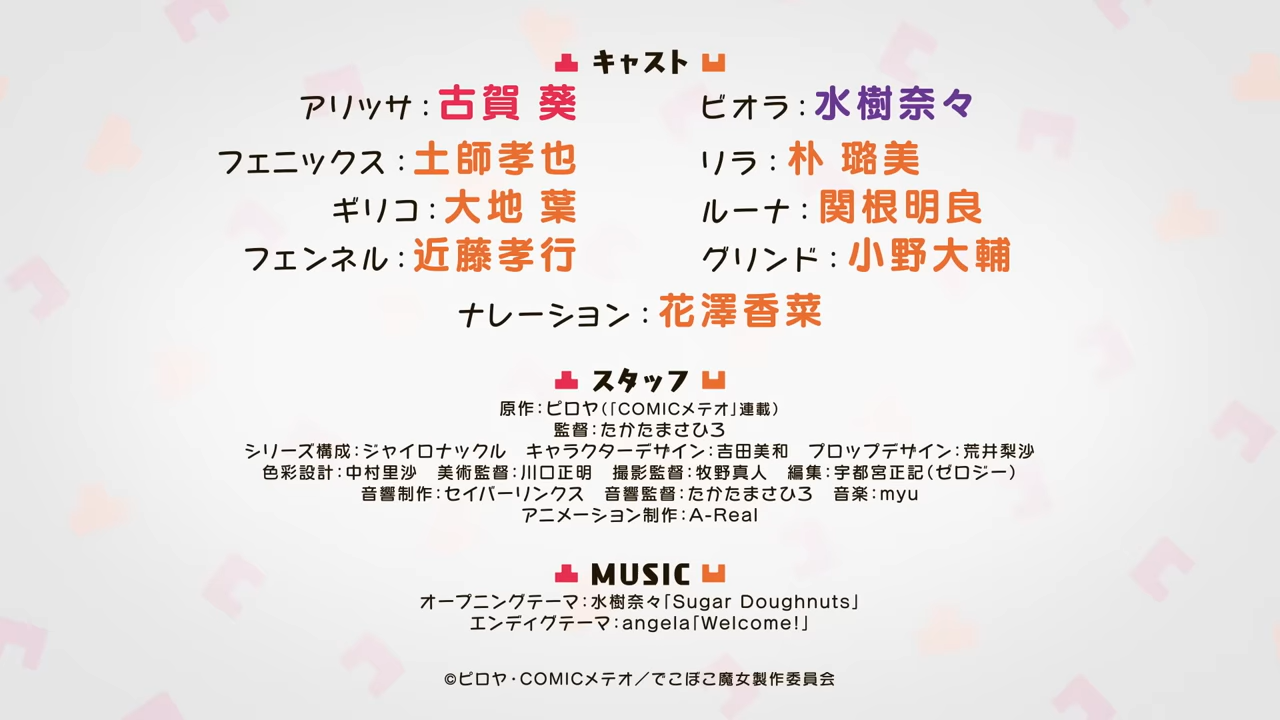 キャスト
アリッサ：古賀 葵　ビオラ：水樹奈々
フェニックス：土師孝也　リラ：朴 璐美
ギリコ：大地 葉　ルーナ：関根明良
フェンネル：近藤孝行　グリンド：小野大輔
ナレーション：花澤香菜
スタッフ
原作：ピロヤ（「COMICメテオ」連載）
監督：たかたまさひろ
シリーズ構成：ジャイロナックル　キャラクターデザイン：吉田美和　プロップデザイン：荒井梨沙
色彩設計：中村里沙　美術監督：川口正明　撮影監督：牧野真人　編集：宇都宮正記（ゼロジー）
音響制作：セイバーリンクス　音響監督：たかたまさひろ　音楽：myu
アニメーション制作：A-Real
MUSIC
オープニングテーマ：水樹奈々「Sugar Doughnuts」
エンディグテーマ：angela「Welcome!」
©ピロヤ・COMICメテオ／でこぼこ魔女製作委員会